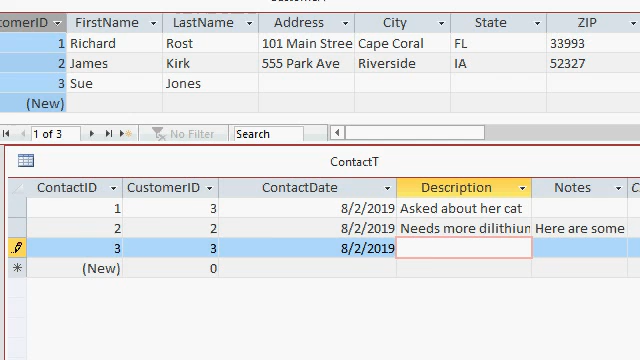 omerID FirstName LastName Address City State ZIP
1 Richard Rost 101 Main Stree Cape Coral FL 33993
2 James Kirk 555 Park Ave Riverside IA 52327
3 Sue Jones
(New)
1 of 3 No Filter Search
ContactT
ContactID CustomerID ContactDate Description Notes C
1 3 8/2/2019 Asked about her cat
2 2 8/2/2019 Needs more dilithiun Here are some
3 3 8/2/2019
(New) 0